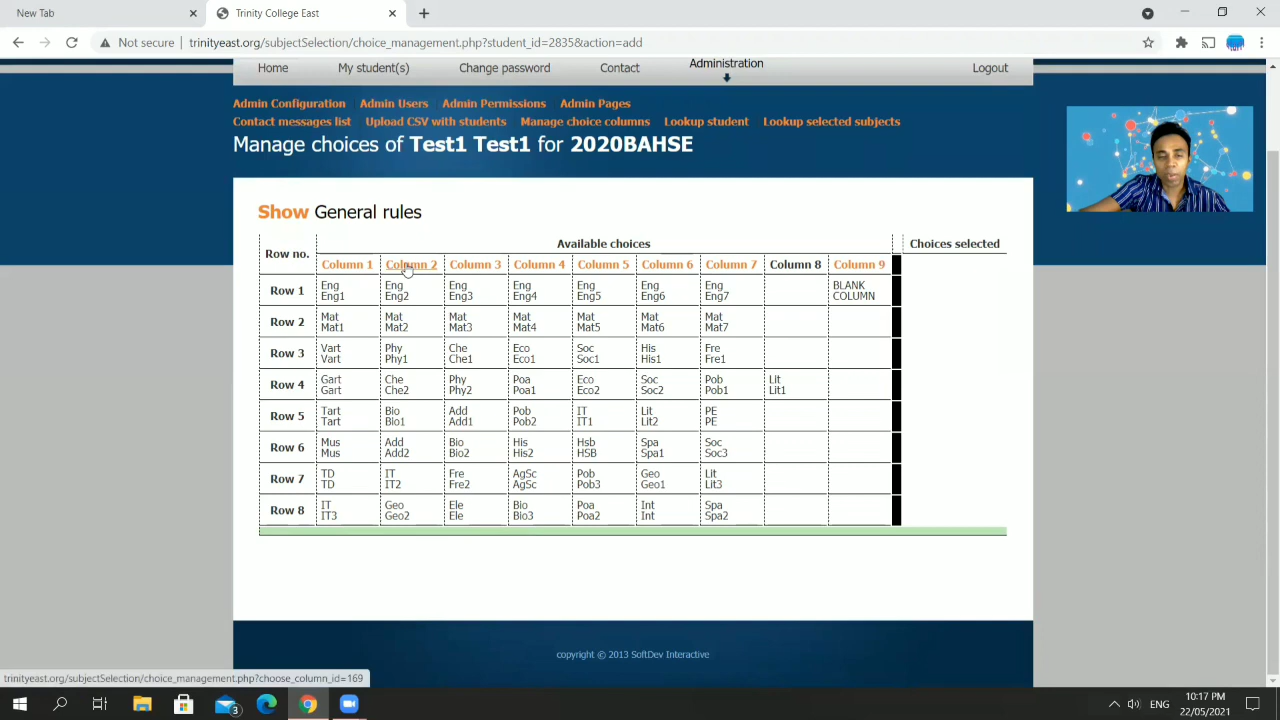 New Tab
Trinity College East
Not secure
trinityeast.org/subjectSelection/choice_management.php?student_id=2835&action=add
Home
My student(s)
Change password
Contact
Administration
Logout
Admin Configuration
Admin Users
Admin Permissions
Admin Pages
Contact messages list
Upload CSV with students
Manage choice columns
Lookup student
Lookup selected subjects
Manage choices of Test1 Test1 for 2020BAHSE
Show General rules
Row no.
Available choices
Choices selected
Column 1 Column 2 Column 3 Column 4 Column 5 Column 6 Column 7 Column 8 Column 9
Row 1
Eng Eng Eng Eng Eng Eng Eng BLANK
Eng1 Eng2 Eng3 Eng4 Eng5 Eng6 Eng7 COLUMN
Row 2
Mat Mat Mat Mat Mat Mat Mat
Mat1 Mat2 Mat3 Mat4 Mat5 Mat6 Mat7
Row 3
Vart Phy Che Eco Soc His Fre
Vart Phy1 Che1 Eco1 Soc1 His1 Fre1
Row 4
Gart Che Phy Poa Eco Soc Pob Lit
Gart Che2 Phy2 Poa1 Eco2 Soc2 Pob1 Lit1
Row 5
Tart Bio Add Pob IT Lit PE
Tart Bio1 Add1 Pob2 IT1 Lit2 PE
Row 6
Mus Add Bio His Hsb Spa Soc
Mus Add2 Bio2 His2 HSB Spa1 Soc3
Row 7
TD IT Fre AgSc Pob Geo Lit
TD IT2 Fre2 AgSc Pob3 Geo1 Lit3
Row 8
IT Geo Ele Bio Poa Int Spa
IT3 Geo2 Ele Bio3 Poa2 Int Spa2
copyright © 2013 SoftDev Interactive
trinityeast.org/subjectSelection/choice_management.php?choose_column_id=169
3
ENG
10:17 PM
22/05/2021